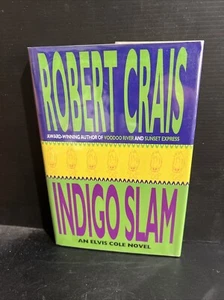 ROBERT CRAIS
AWARD-WINNING AUTHOR OF VOODOO RIVER AND SUNSET EXPRESS
INDIGO SLAM
AN ELVIS COLE NOVEL